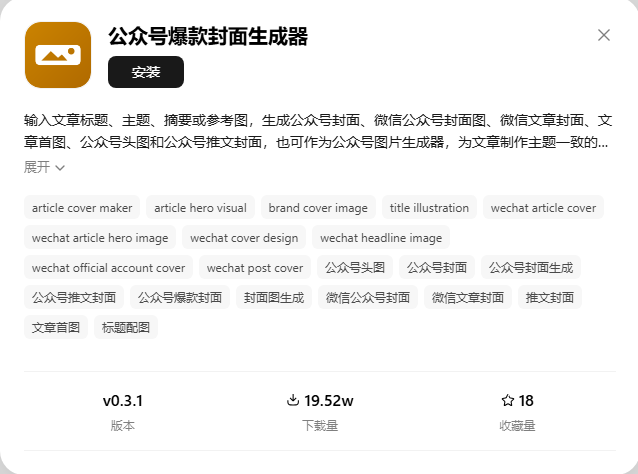 公众号爆款封面生成器
安装
输入文章标题、主题、摘要或参考图，生成公众号封面、微信公众号封面图、微信文章封面、文
章首图、公众号头图和公众号推文封面，也可作为公众号图片生成器，为文章制作主题一致的...
展开
article cover maker article hero visual brand cover image title illustration wechat article cover
wechat article hero image wechat cover design wechat headline image
wechat official account cover wechat post cover 公众号头图 公众号封面 公众号封面生成
公众号推文封面 公众号爆款封面 封面图生成 微信公众号封面 微信文章封面 推文封面
文章首图 标题配图
v0.3.1 19.52w 18
版本 下载量 收藏量